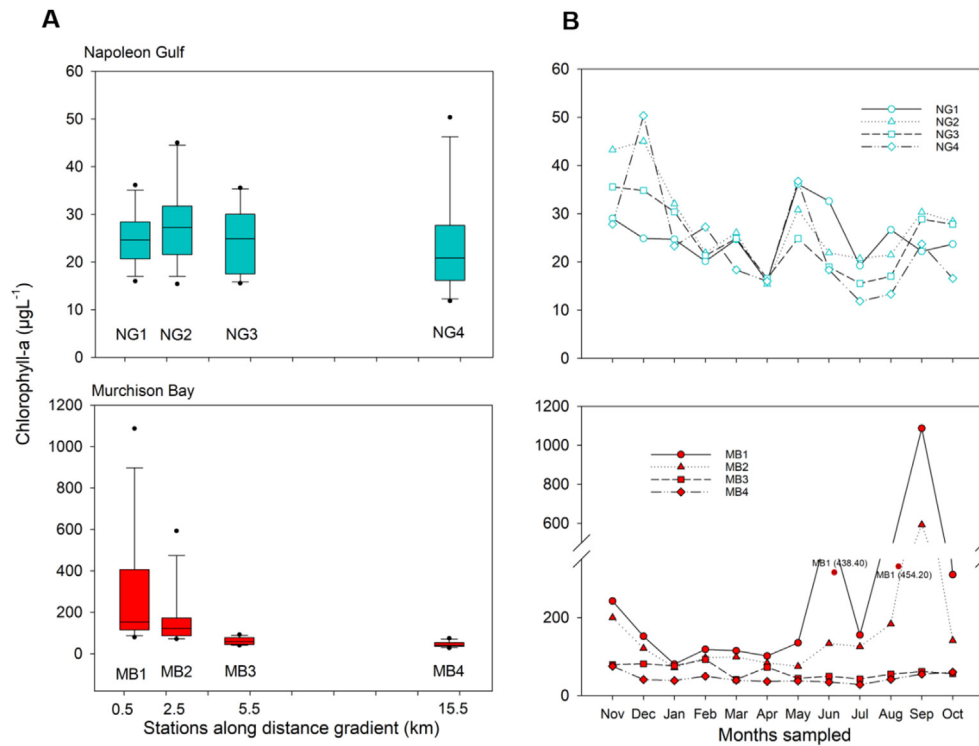 A
B
Napoleon Gulf
60
50
40
30
20
10
0
NG1
NG2
NG3
NG4
60
50
40
30
20
10
0
NG1
NG2
NG3
NG4
Chlorophyll-a (µgL⁻¹)
Murchison Bay
1200
1000
800
600
400
200
0
MB1
MB2
MB3
MB4
0.5
2.5
5.5
15.5
Stations along distance gradient (km)
1200
1000
800
600
200
0
MB1
MB2
MB3
MB4
MB1 (438.40)
MB1 (454.20)
Nov Dec Jan Feb Mar Apr May Jun Jul Aug Sep Oct
Months sampled